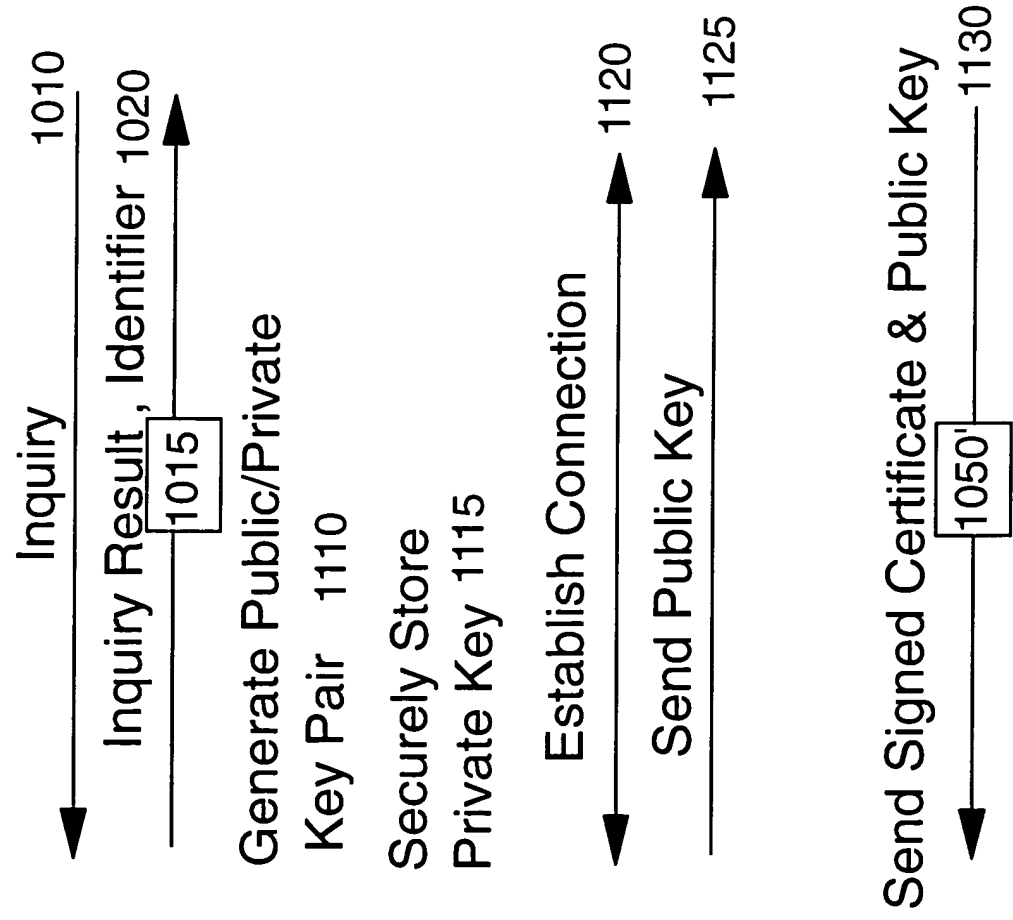 Inquiry 1010
Inquiry Result, Identifier 1020
1015
Generate Public/Private
Key Pair 1110
Securely Store
Private Key 1115
Establish Connection 1120
Send Public Key 1125
Send Signed Certificate & Public Key 1130
1050'